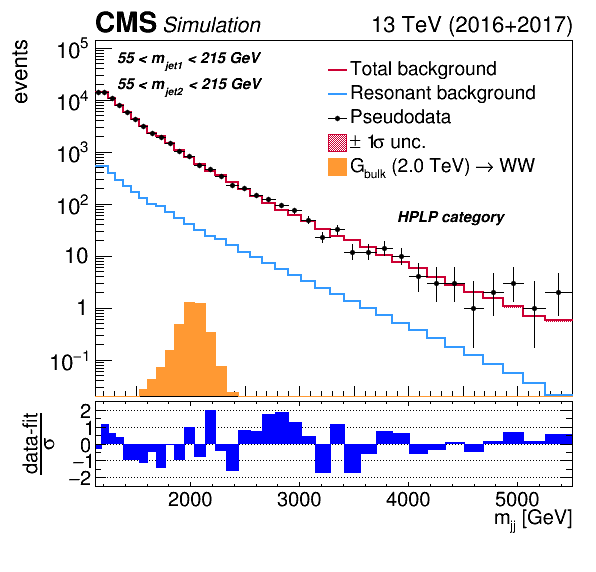 CMS Simulation 13 TeV (2016+2017)
events
55 < m_jet1 < 215 GeV
55 < m_jet2 < 215 GeV
Total background
Resonant background
Pseudodata
± 1σ unc.
G_bulk (2.0 TeV) → WW
HPLP category
10^5
10^4
10^3
10^2
10
1
10^−1
data-fit
σ
2
1
0
−1
−2
2000 3000 4000 5000
m_jj [GeV]